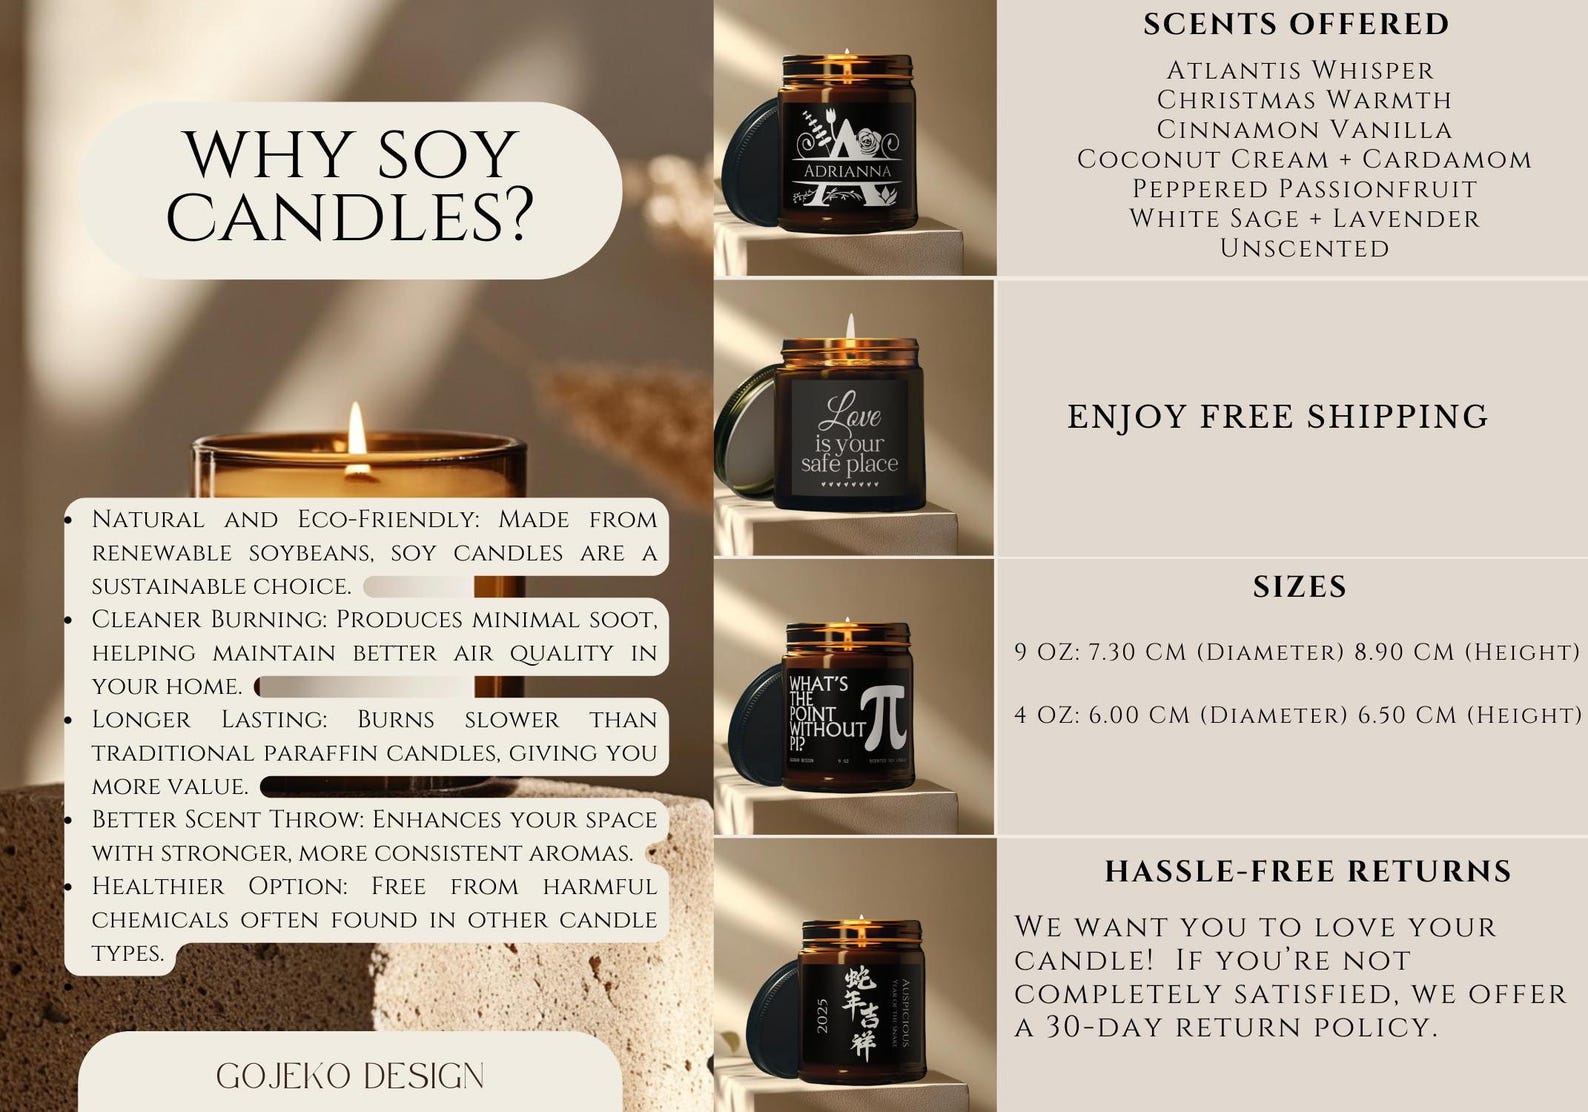 WHY SOY
CANDLES?
• Natural and Eco-Friendly: Made from
renewable soybeans, soy candles are a
sustainable choice.
• Cleaner Burning: Produces minimal soot,
helping maintain better air quality in
your home.
• Longer Lasting: Burns slower than
traditional paraffin candles, giving you
more value.
• Better Scent Throw: Enhances your space
with stronger, more consistent aromas.
• Healthier Option: Free from harmful
chemicals often found in other candle
types.
GOJEKO DESIGN
ADRIANNA
SCENTS OFFERED
Atlantis Whisper
Christmas Warmth
Cinnamon Vanilla
Coconut Cream + Cardamom
Peppered Passionfruit
White Sage + Lavender
Unscented
Love
is your
safe place
ENJOY FREE SHIPPING
WHAT'S
THE
POINT
WITHOUT
PI?
π
GOJEKO DESIGN
9 OZ
SCENTED SOY CANDLE
SIZES
9 OZ: 7.30 CM (Diameter) 8.90 CM (Height)
4 OZ: 6.00 CM (Diameter) 6.50 CM (Height)
2025
蛇年吉祥
Auspicious
Year of the Snake
HASSLE-FREE RETURNS
We want you to love your
candle! If you're not
completely satisfied, we offer
a 30-day return policy.